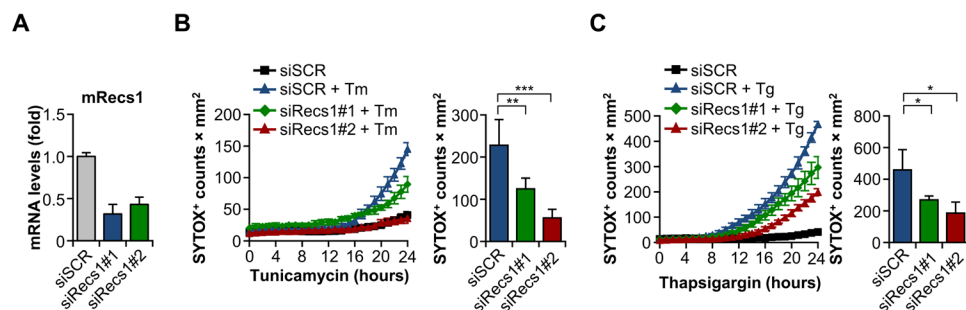 A
mRecs1
mRNA levels (fold)
1.5
1.0
0.5
0
siSCR
siRecs1#1
siRecs1#2
B
siSCR
siSCR + Tm
siRecs1#1 + Tm
siRecs1#2 + Tm
SYTOX⁺ counts × mm²
200
150
100
50
0
0 4 8 12 16 20 24
Tunicamycin (hours)
SYTOX⁺ counts × mm²
300
200
100
0
***
**
siSCR
siRecs1#1
siRecs1#2
C
siSCR
siSCR + Tg
siRecs1#1 + Tg
siRecs1#2 + Tg
SYTOX⁺ counts × mm²
500
400
300
200
100
0
0 4 8 12 16 20 24
Thapsigargin (hours)
SYTOX⁺ counts × mm²
800
600
400
200
0
*
*
siSCR
siRecs1#1
siRecs1#2